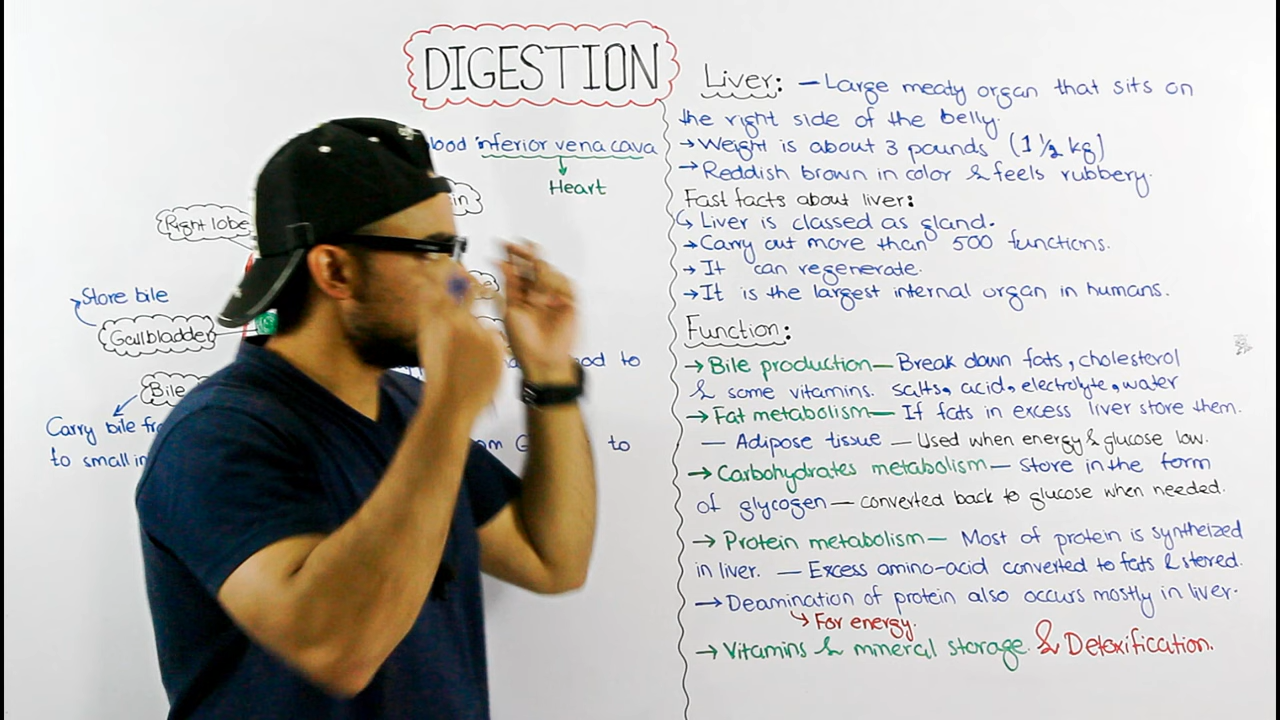 DIGESTION
inferior vena cava
Heart
Right lobe
Store bile
Gallbladder
Bile
Carry bile
to small
to
to
Liver: — Large meaty organ that sits on
the right side of the belly.
→ Weight is about 3 pounds (1 1/2 kg)
→ Reddish brown in color & feels rubbery.
Fast facts about liver:
↳ Liver is classed as gland.
→ Carry out more than 500 functions.
→ It can regenerate.
→ It is the largest internal organ in humans.
Function:
→ Bile production — Break down fats, cholesterol
& some vitamins. salts, acid, electrolyte, water
→ Fat metabolism — If fats in excess liver store them.
— Adipose tissue — Used when energy & glucose low.
→ Carbohydrates metabolism — Store in the form
of glycogen — converted back to glucose when needed.
→ Protein metabolism — Most of protein is syntheized
in liver. — Excess amino-acid converted to fats & stered.
→ Deamination of protein also occurs mostly in liver.
↳ For energy.
→ Vitamins & mineral storage & Detoxification.